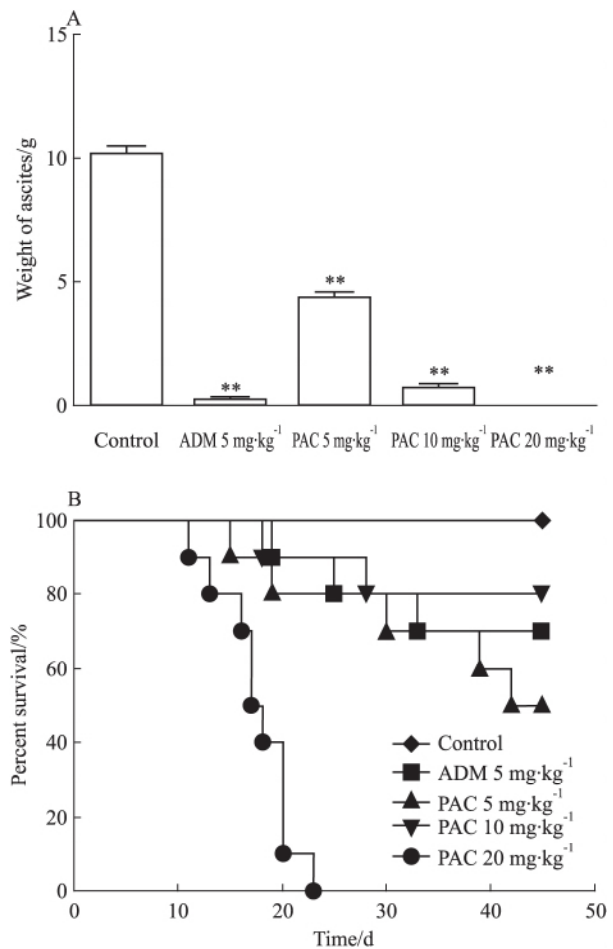 A
15
10
5
0
Weight of ascites/g
**
**
**
**
Control
ADM 5 mg·kg⁻¹
PAC 5 mg·kg⁻¹
PAC 10 mg·kg⁻¹
PAC 20 mg·kg⁻¹
B
100
80
60
40
20
0
Percent survival/%
Control
ADM 5 mg·kg⁻¹
PAC 5 mg·kg⁻¹
PAC 10 mg·kg⁻¹
PAC 20 mg·kg⁻¹
0
10
20
30
40
50
Time/d